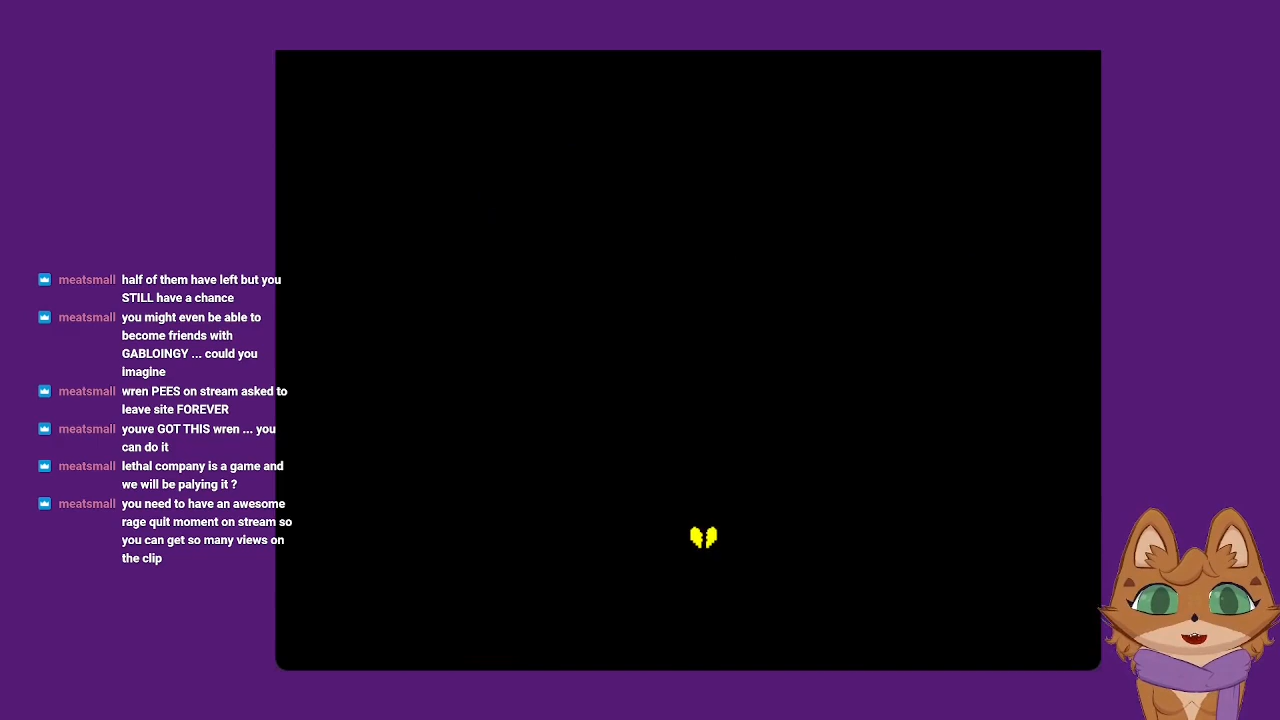 meatsmall half of them have left but you
STILL have a chance
meatsmall you might even be able to
become friends with
GABLOINGY ... could you
imagine
meatsmall wren PEES on stream asked to
leave site FOREVER
meatsmall youve GOT THIS wren ... you
can do it
meatsmall lethal company is a game and
we will be palying it ?
meatsmall you need to have an awesome
rage quit moment on stream so
you can get so many views on
the clip